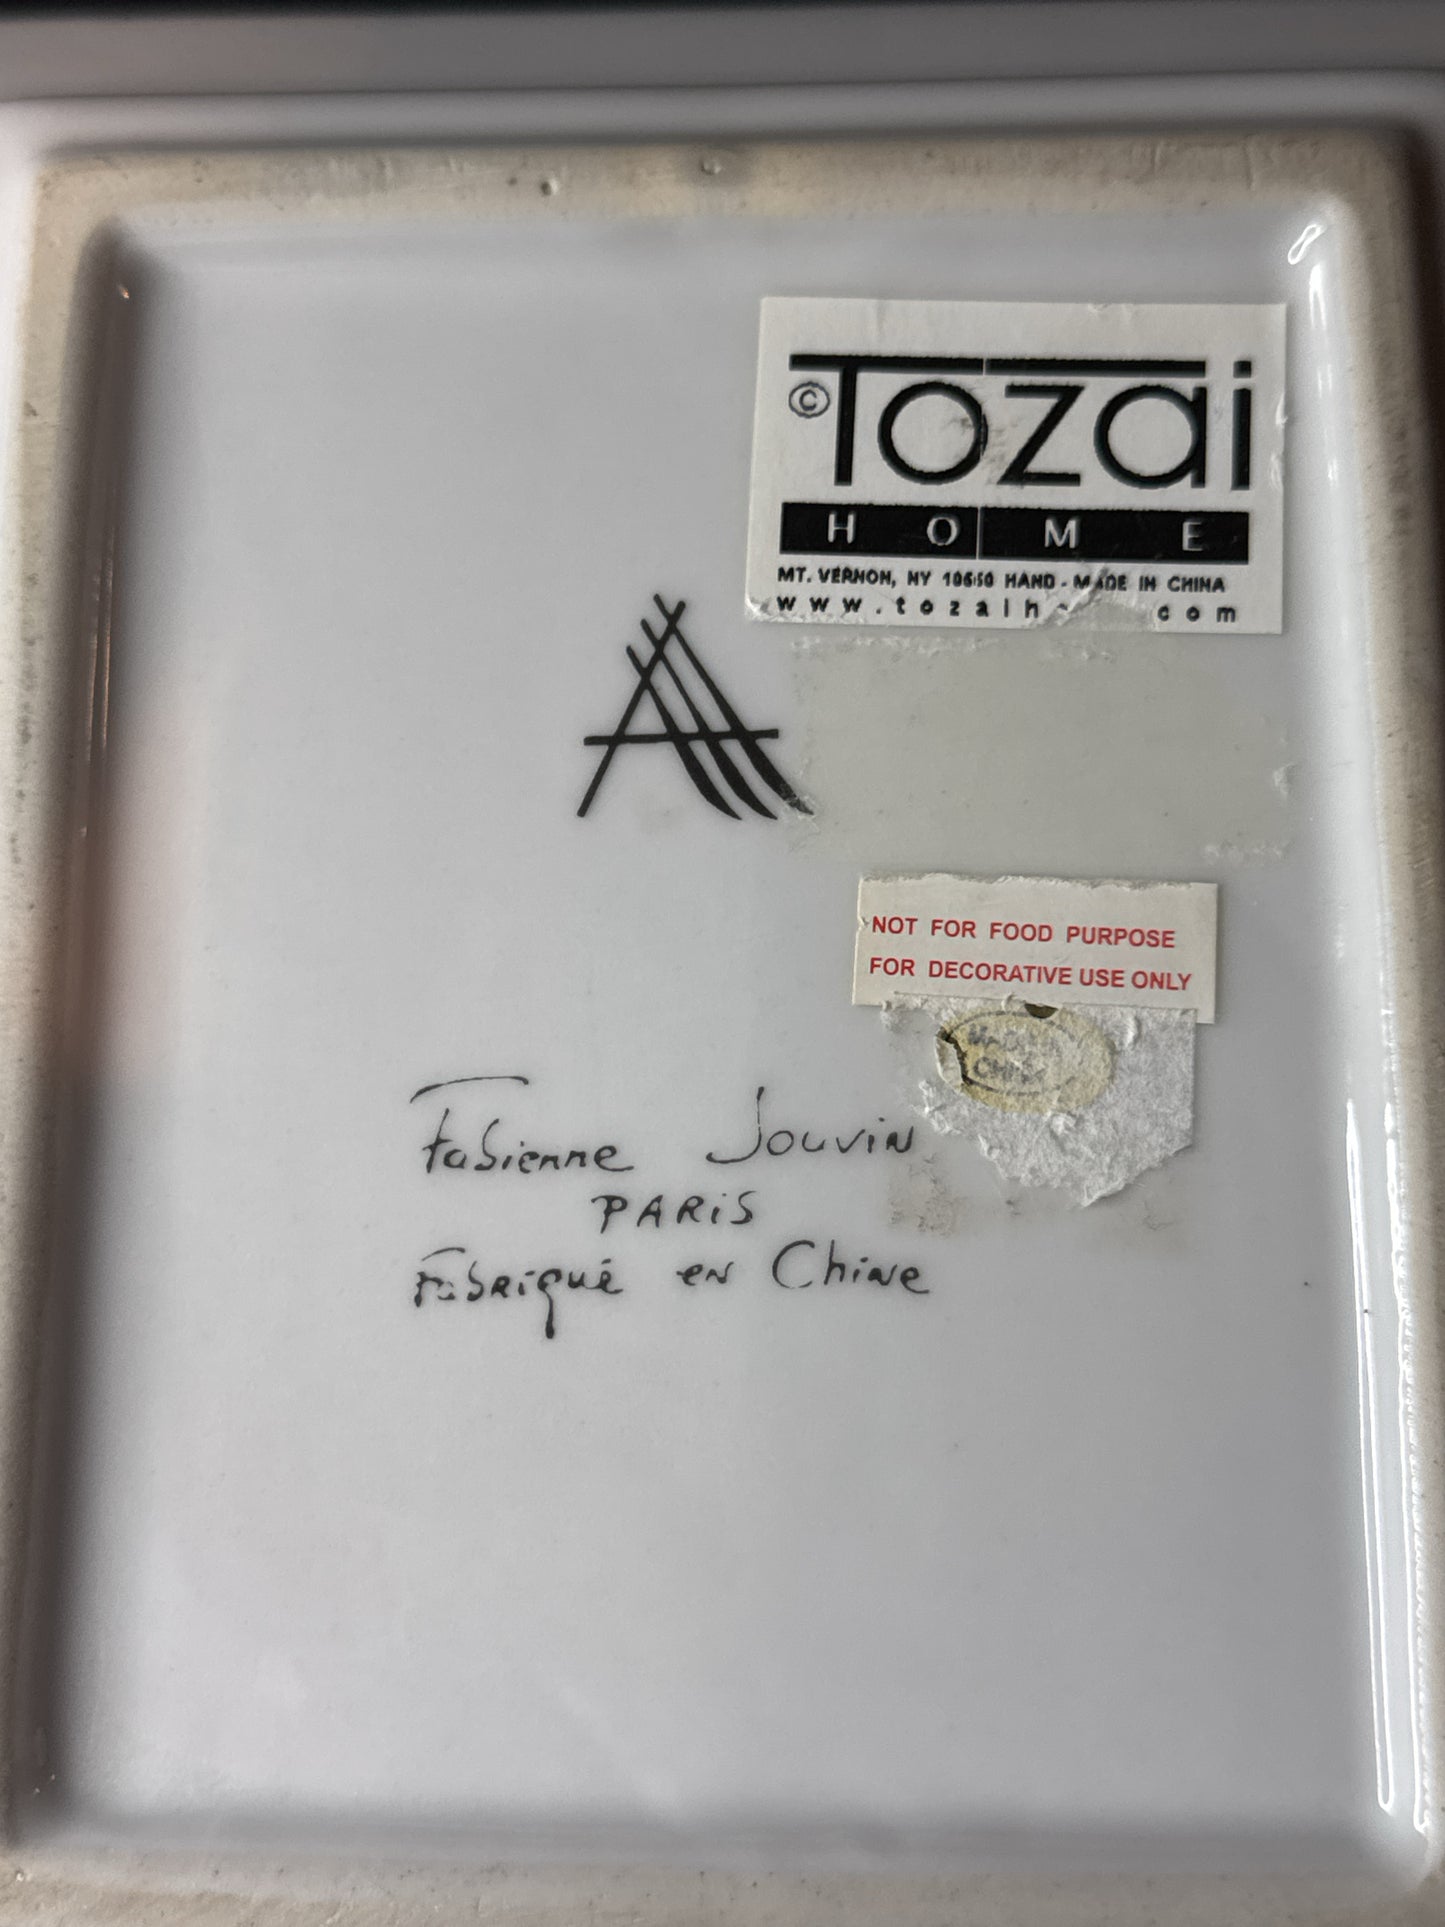 © Tozai
HOME
MT. VERNON, NY 10550 HAND-MADE IN CHINA
www.tozaih com
NOT FOR FOOD PURPOSE
FOR DECORATIVE USE ONLY
CHINA
Fabienne Jouvin
PARIS
Fabriqué en Chine